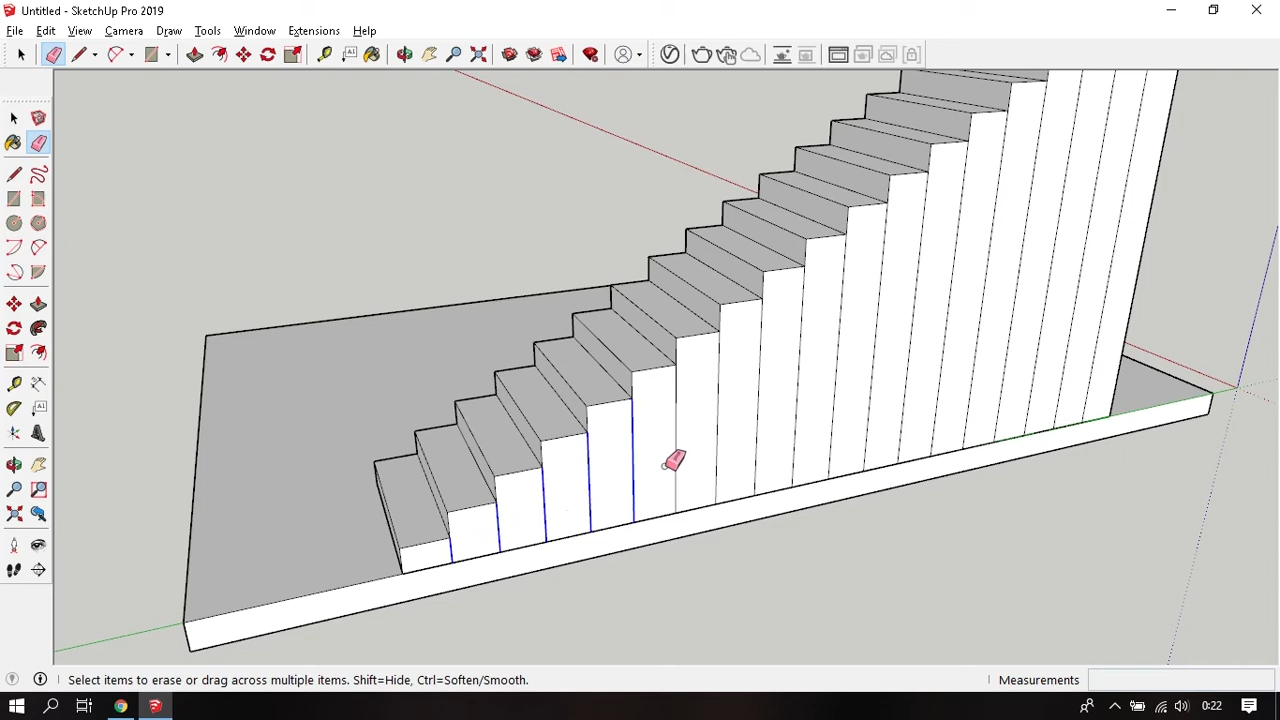 Untitled - SketchUp Pro 2019
File Edit View Camera Draw Tools Window Extensions Help
Select items to erase or drag across multiple items. Shift=Hide, Ctrl=Soften/Smooth.
Measurements
0:22